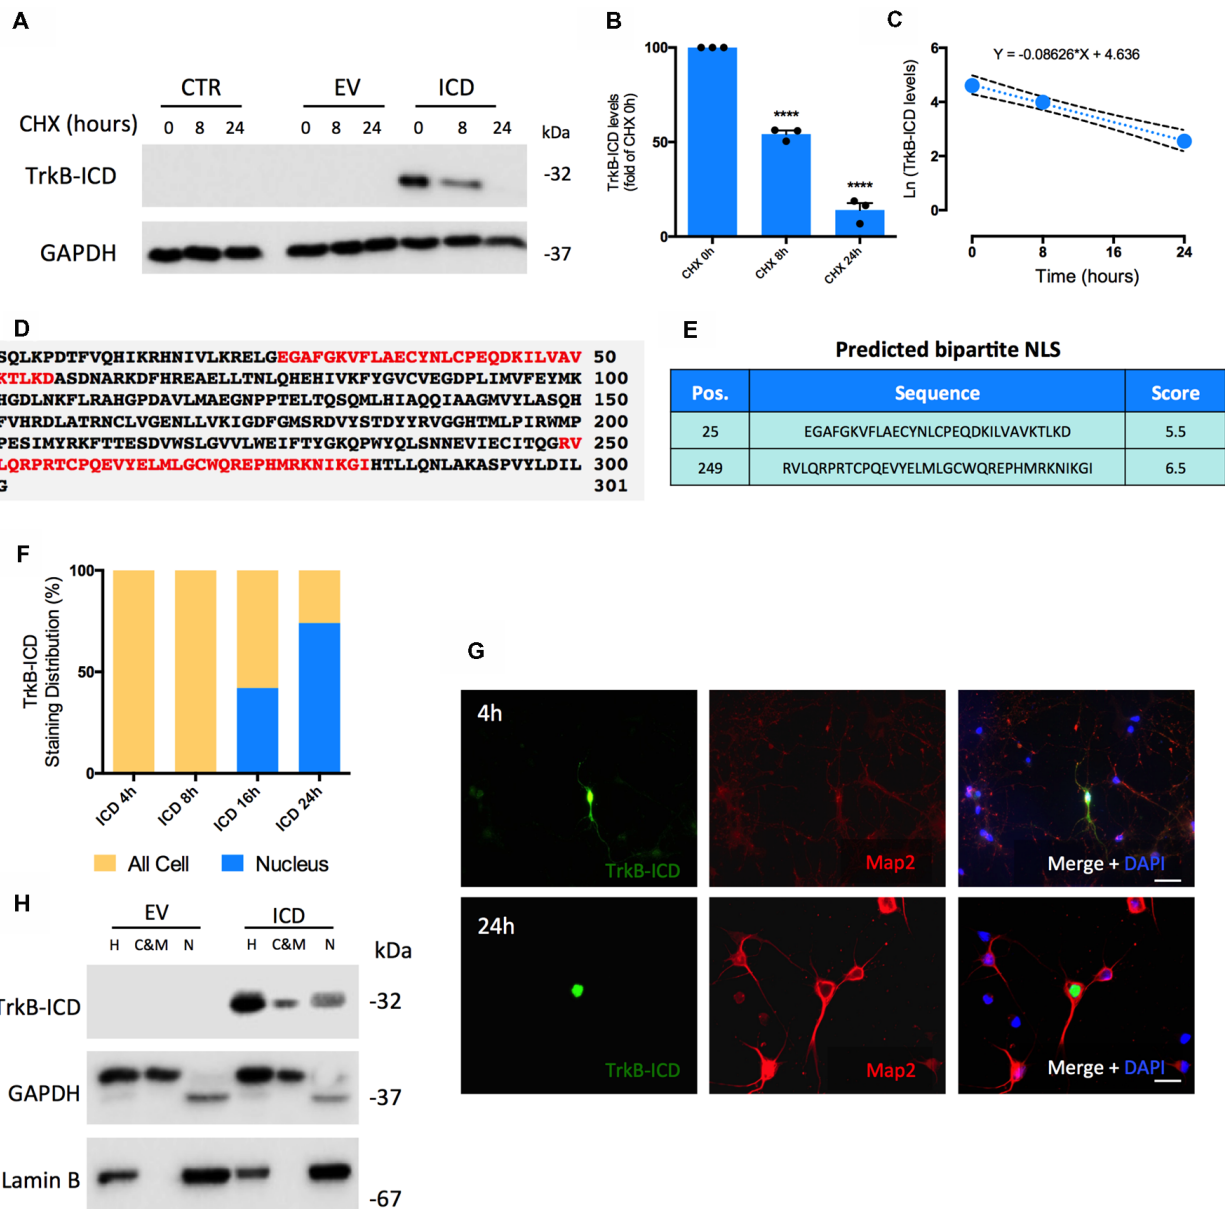 A
CTR EV ICD
CHX (hours) 0 8 24 0 8 24 0 8 24 kDa
TrkB-ICD -32
GAPDH -37
B
TrkB-ICD levels
(fold of CHX 0h)
100
50
0
****
****
CHX 0h CHX 8h CHX 24h
C
Y = -0.08626*X + 4.636
Ln (TrkB-ICD levels)
6
4
2
0
0 8 16 24
Time (hours)
D
SQLKPDTFVQHIKRHNIVLKRELGEGAFGKVFLAECYNLCPEQDKILVAV 50
KTLKDASDNARKDFHREAELLTNLQHEHIVKFYGVCVEGDPLIMVFEYMK 100
HGDLNKFLRAHGPDAVLMAEGNPPTELTQSQMLHIAQQIAAGMVYLASQH 150
FVHRDLATRNCLVGENLLVKIGDFGMSRDVYSTDYYRVGGHTMLPIRWMP 200
PESIMYRKFTTESDVWSLGVVLWEIFTYGKQPWYQLSNNEVIECITQGRV 250
LQRPRTCPQEVYELMLGCWQREPHMRKNIKGIHTLLQNLAKASPVYLDIL 300
G 301
E
Predicted bipartite NLS
Pos. Sequence Score
25 EGAFGKVFLAECYNLCPEQDKILVAVKTLKD 5.5
249 RVLQRPRTCPQEVYELMLGCWQREPHMRKNIKGI 6.5
F
TrkB-ICD
Staining Distribution (%)
100
50
0
ICD 4h ICD 8h ICD 16h ICD 24h
All Cell Nucleus
G
4h
TrkB-ICD Map2 Merge + DAPI
24h
TrkB-ICD Map2 Merge + DAPI
H
EV ICD
H C&M N H C&M N kDa
TrkB-ICD -32
GAPDH -37
Lamin B -67